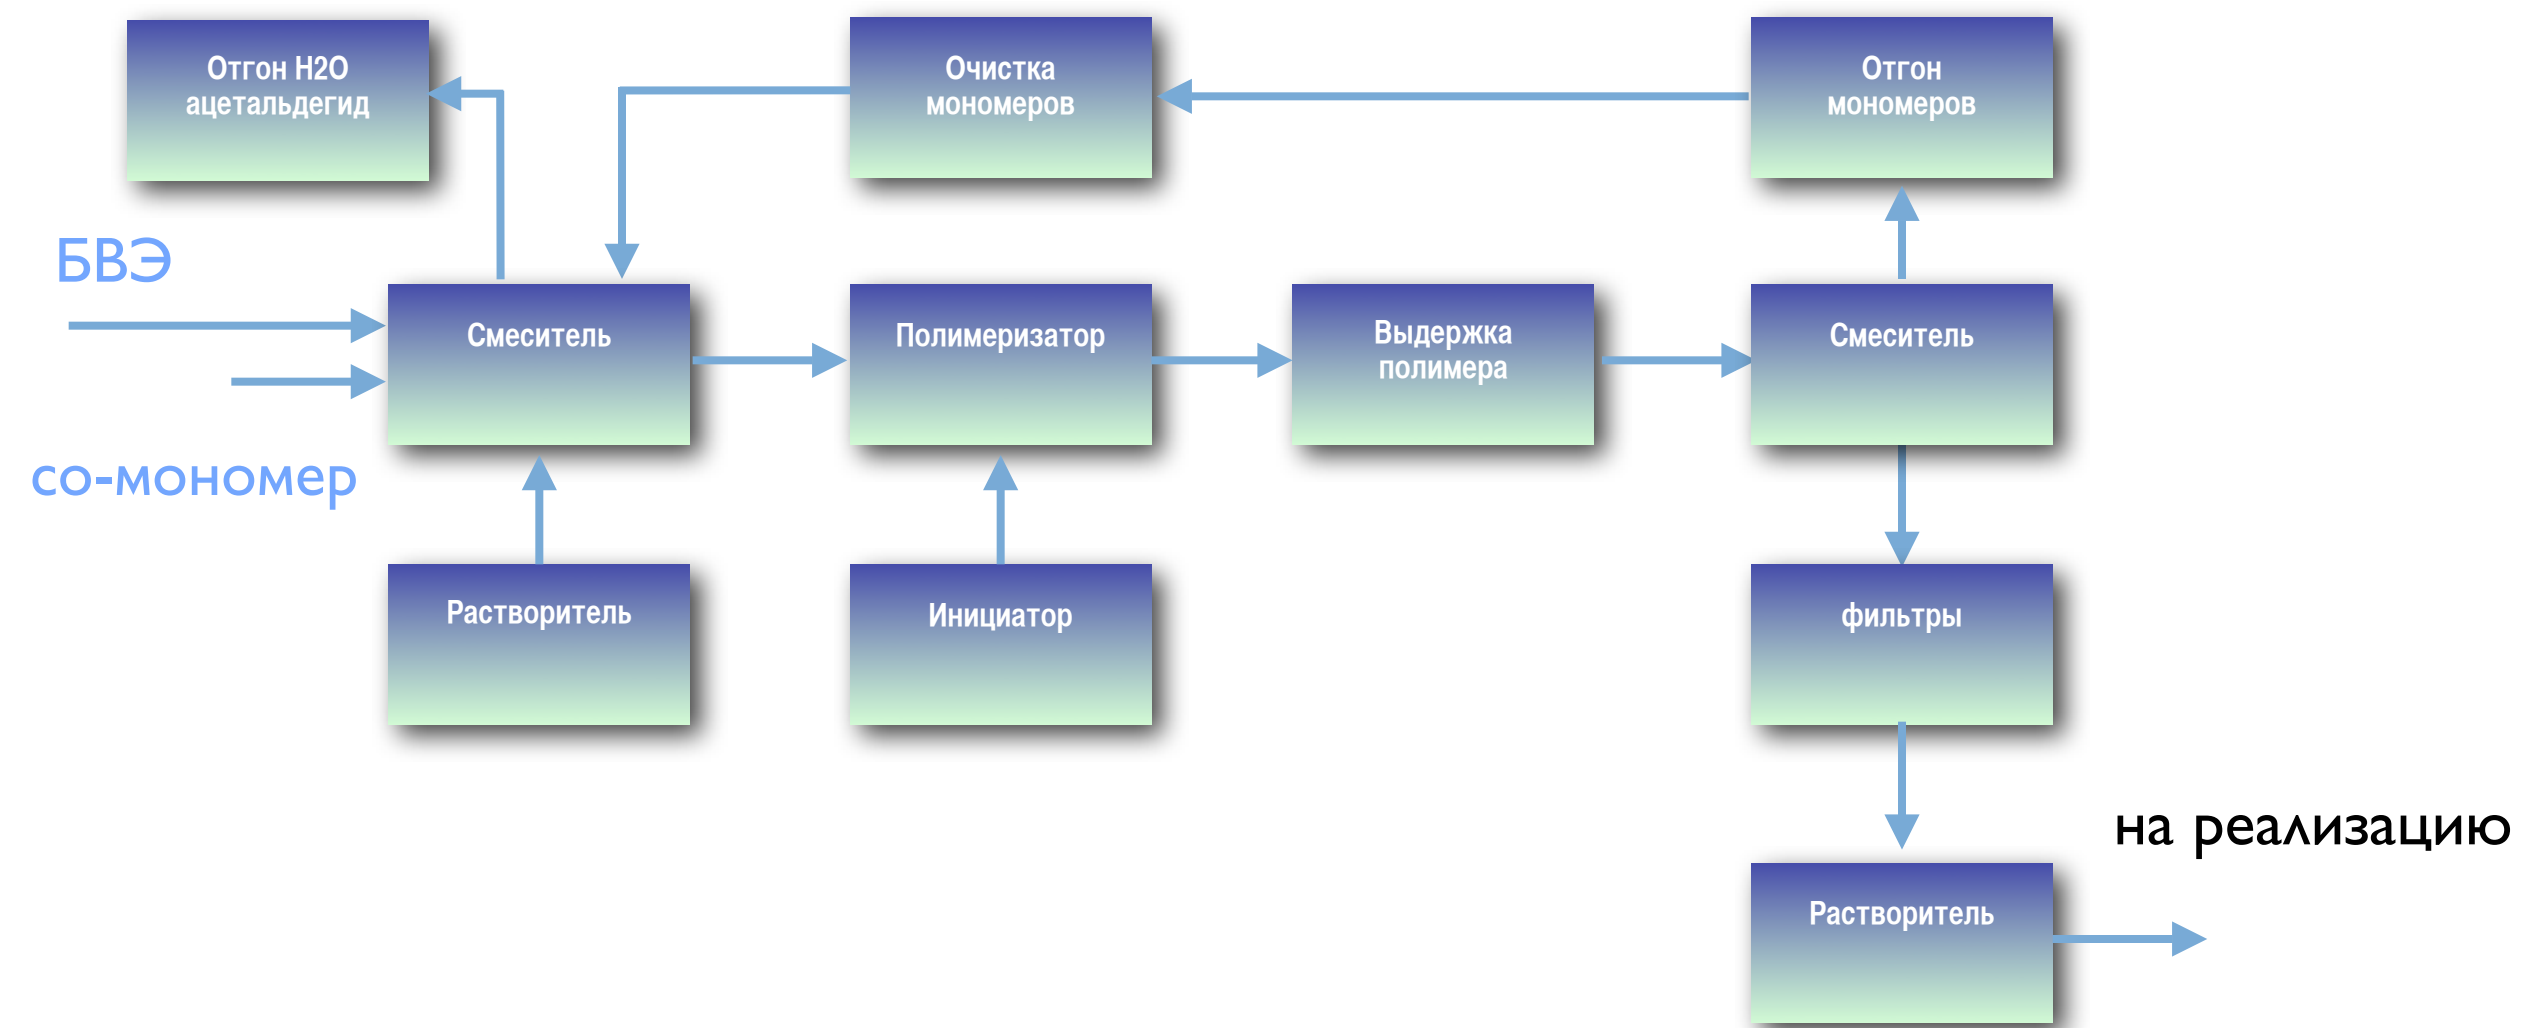 Отгон H2O
ацетальдегид
Очистка
мономеров
Отгон
мономеров
БВЭ
Смеситель
Полимеризатор
Выдержка
полимера
Смеситель
со-мономер
Растворитель
Инициатор
фильтры
на реализацию
Растворитель